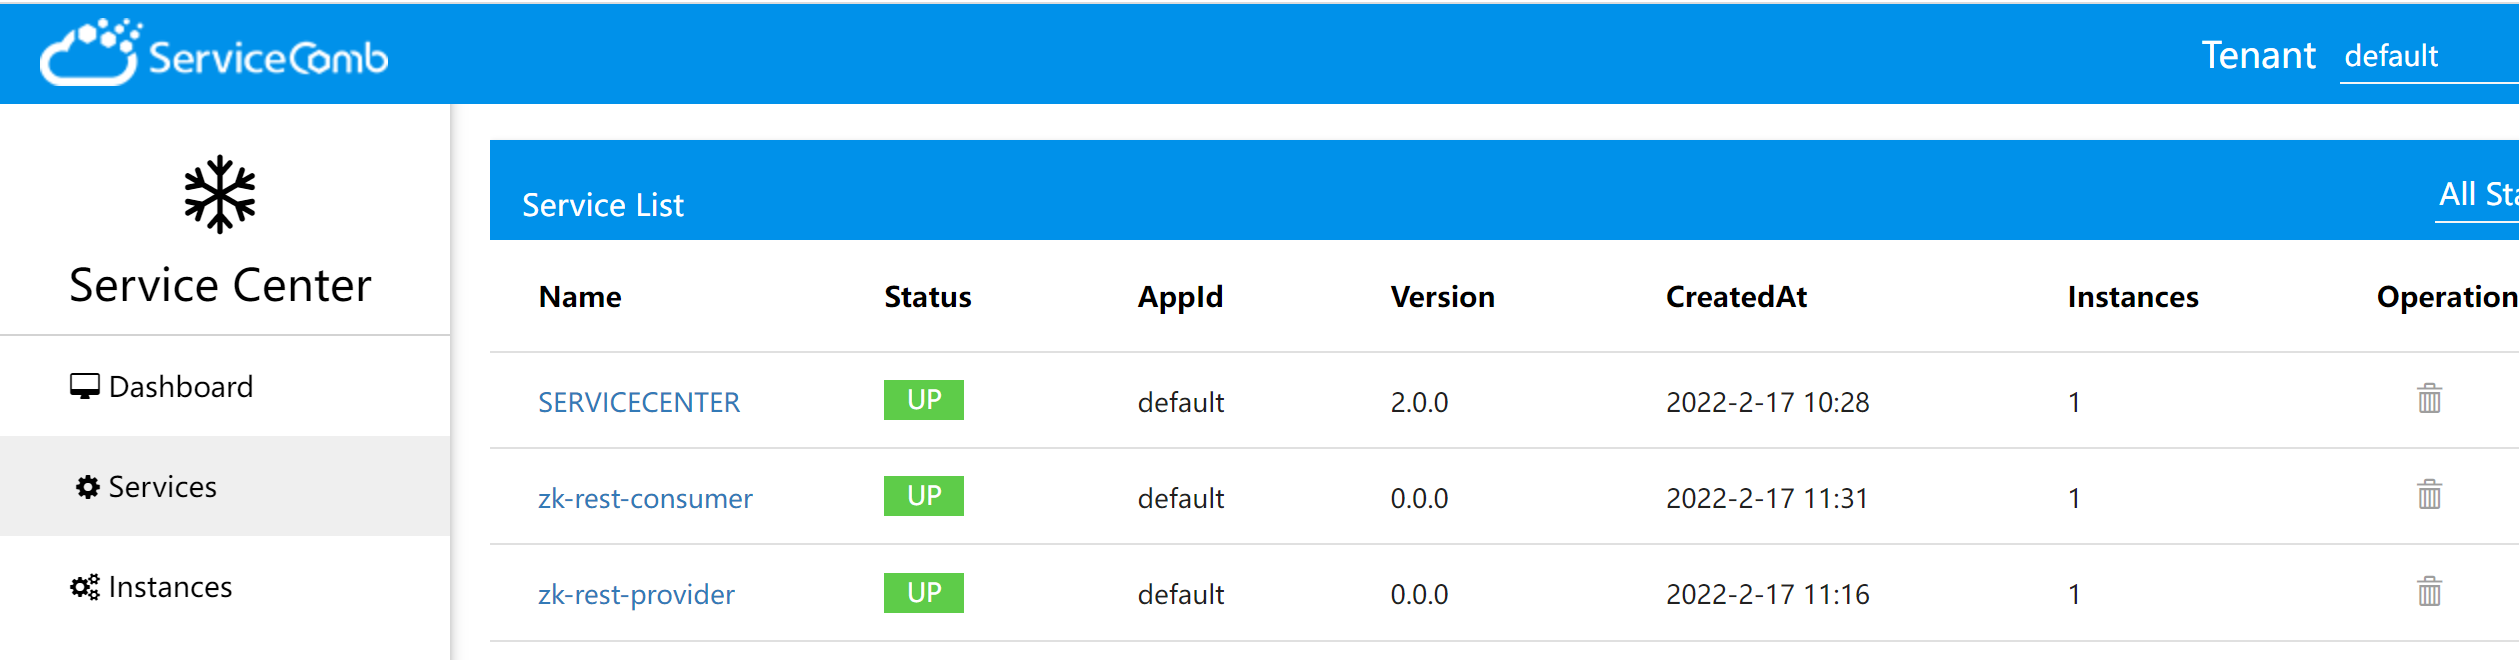 ServiceComb
Tenant default
Service Center
Dashboard
Services
Instances
Service List
All Sta
Name Status AppId Version CreatedAt Instances Operation
SERVICECENTER UP default 2.0.0 2022-2-17 10:28 1
zk-rest-consumer UP default 0.0.0 2022-2-17 11:31 1
zk-rest-provider UP default 0.0.0 2022-2-17 11:16 1